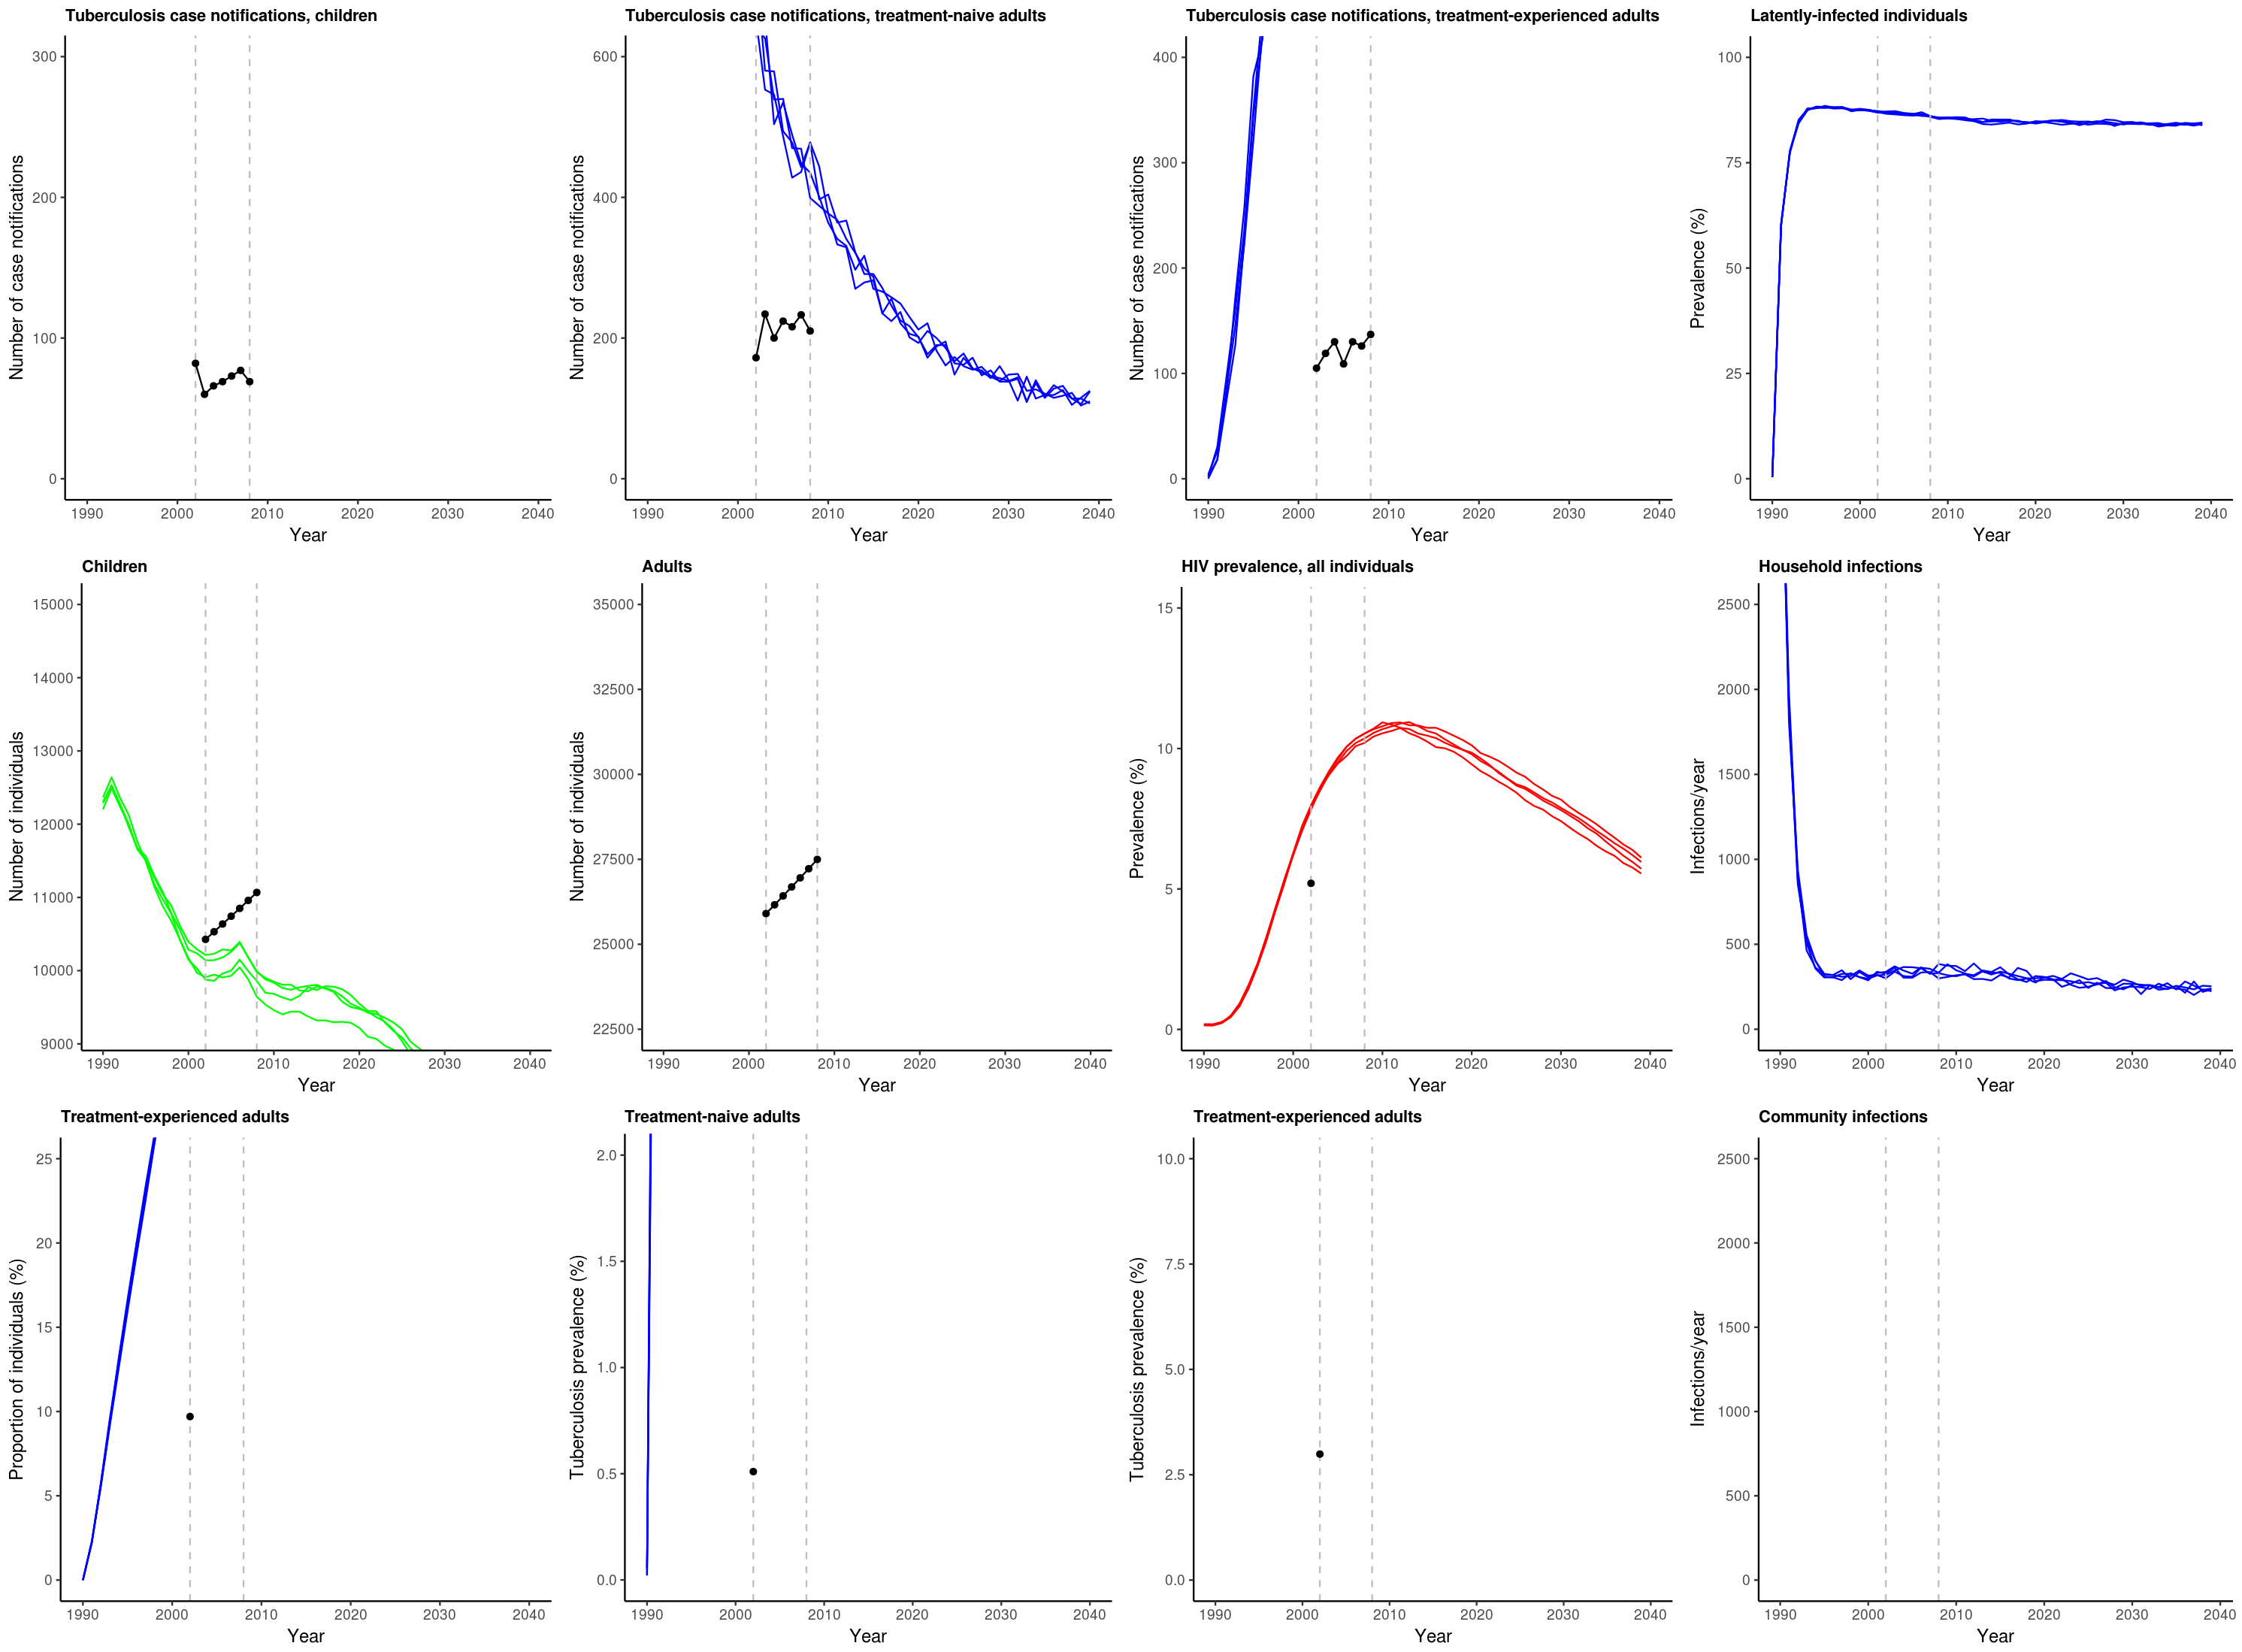 Tuberculosis case notifications, children
300
200
100
0
Number of case notifications
1990 2000 2010 2020 2030 2040
Year
Tuberculosis case notifications, treatment-naive adults
600
400
200
0
Number of case notifications
1990 2000 2010 2020 2030 2040
Year
Tuberculosis case notifications, treatment-experienced adults
400
300
200
100
0
Number of case notifications
1990 2000 2010 2020 2030 2040
Year
Latently-infected individuals
100
75
50
25
0
Prevalence (%)
1990 2000 2010 2020 2030 2040
Year
Children
15000
14000
13000
12000
11000
10000
9000
Number of individuals
1990 2000 2010 2020 2030 2040
Year
Adults
35000
32500
30000
27500
25000
22500
Number of individuals
1990 2000 2010 2020 2030 2040
Year
HIV prevalence, all individuals
15
10
5
0
Prevalence (%)
1990 2000 2010 2020 2030 2040
Year
Household infections
2500
2000
1500
1000
500
0
Infections/year
1990 2000 2010 2020 2030 2040
Year
Treatment-experienced adults
25
20
15
10
5
0
Proportion of individuals (%)
1990 2000 2010 2020 2030 2040
Year
Treatment-naive adults
2.0
1.5
1.0
0.5
0.0
Tuberculosis prevalence (%)
1990 2000 2010 2020 2030 2040
Year
Treatment-experienced adults
10.0
7.5
5.0
2.5
0.0
Tuberculosis prevalence (%)
1990 2000 2010 2020 2030 2040
Year
Community infections
2500
2000
1500
1000
500
0
Infections/year
1990 2000 2010 2020 2030 2040
Year